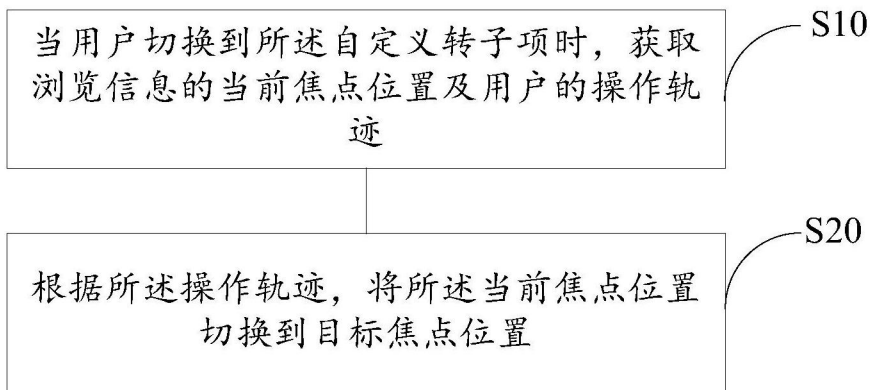 当用户切换到所述自定义转子项时，获取
浏览信息的当前焦点位置及用户的操作轨
迹
S10
根据所述操作轨迹，将所述当前焦点位置
切换到目标焦点位置
S20